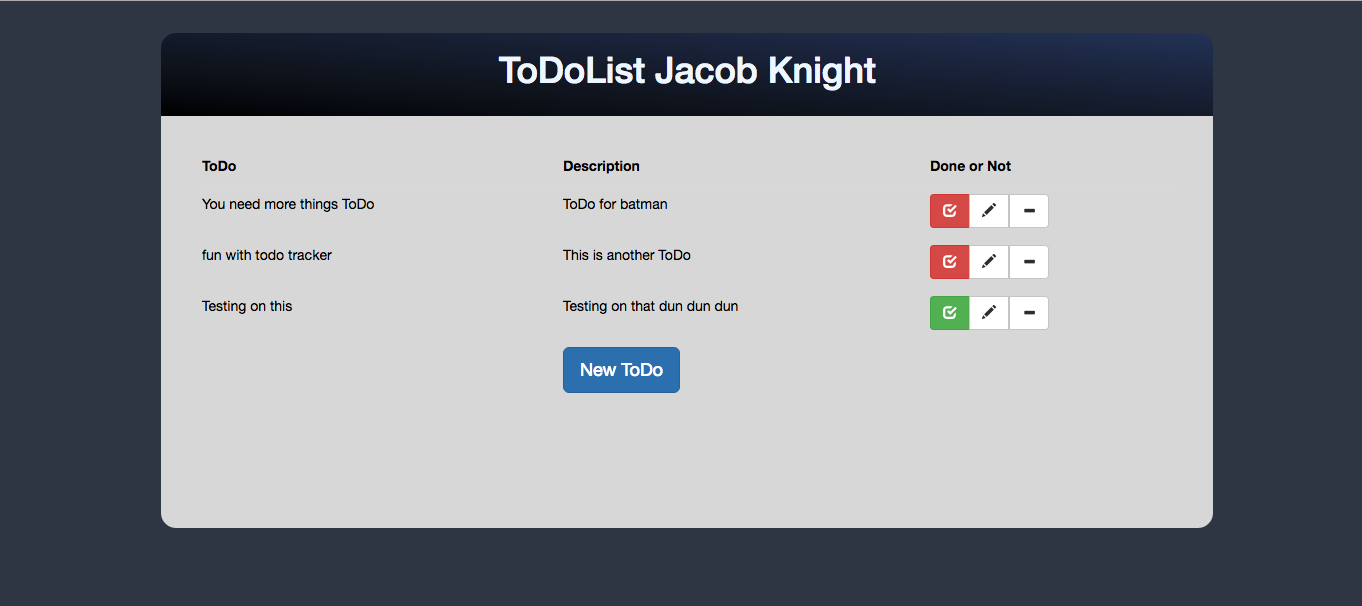 ToDoList Jacob Knight
ToDo Description Done or Not
You need more things ToDo ToDo for batman
fun with todo tracker This is another ToDo
Testing on this Testing on that dun dun dun
New ToDo